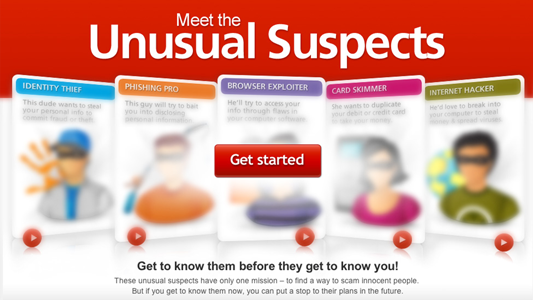 Meet the
Unusual Suspects
IDENTITY THIEF
This dude wants to steal
your personal info to
commit fraud or theft.
PHISHING PRO
This guy will try to bait
you into disclosing
personal information.
BROWSER EXPLOITER
He'll try to access your
info through flaws in
your computer software.
CARD SKIMMER
She wants to duplicate
your debit or credit card
to take your money.
INTERNET HACKER
He'd love to break into
your computer to steal
Get started
Get to know them before they get to know you!
These unusual suspects have only one mission – to find a way to scam innocent people.
But if you get to know them now, you can put a stop to their plans in the future.